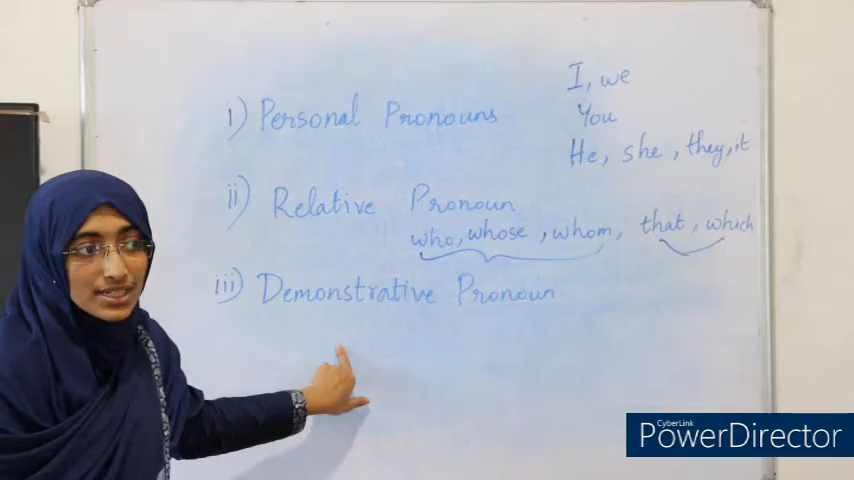 I, we
i) Personal Pronouns
You
He, she, they, it
ii) Relative Pronoun
who, whose, whom, that, which
iii) Demonstrative Pronoun
CyberLink
PowerDirector